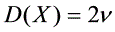 D(X) = 2ν